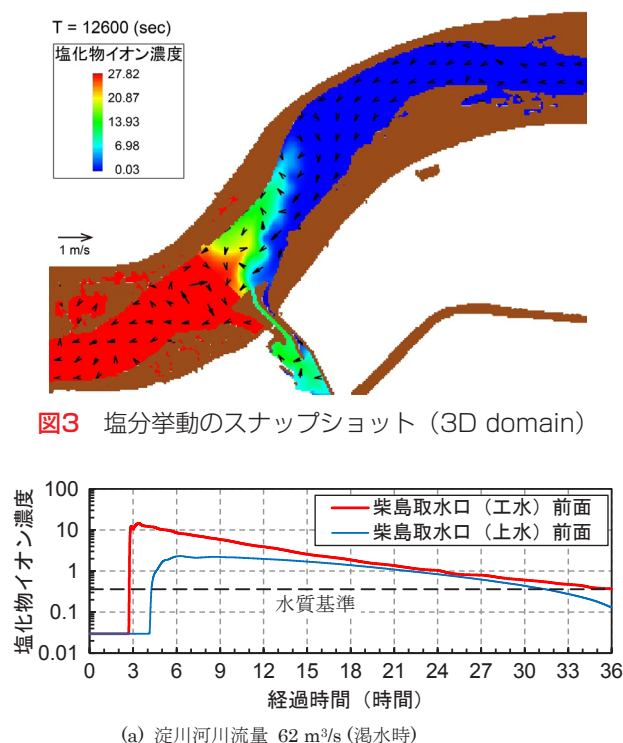 T = 12600 (sec)
塩化物イオン濃度
27.82
20.87
13.93
6.98
0.03
1 m/s
図3 塩分挙動のスナップショット（3D domain）
塩化物イオン濃度
100
10
1
0.1
0.01
柴島取水口（工水）前面
柴島取水口（上水）前面
水質基準
0 3 6 9 12 15 18 21 24 27 30 33 36
経過時間（時間）
(a) 淀川河川流量 62 m³/s (渇水時)